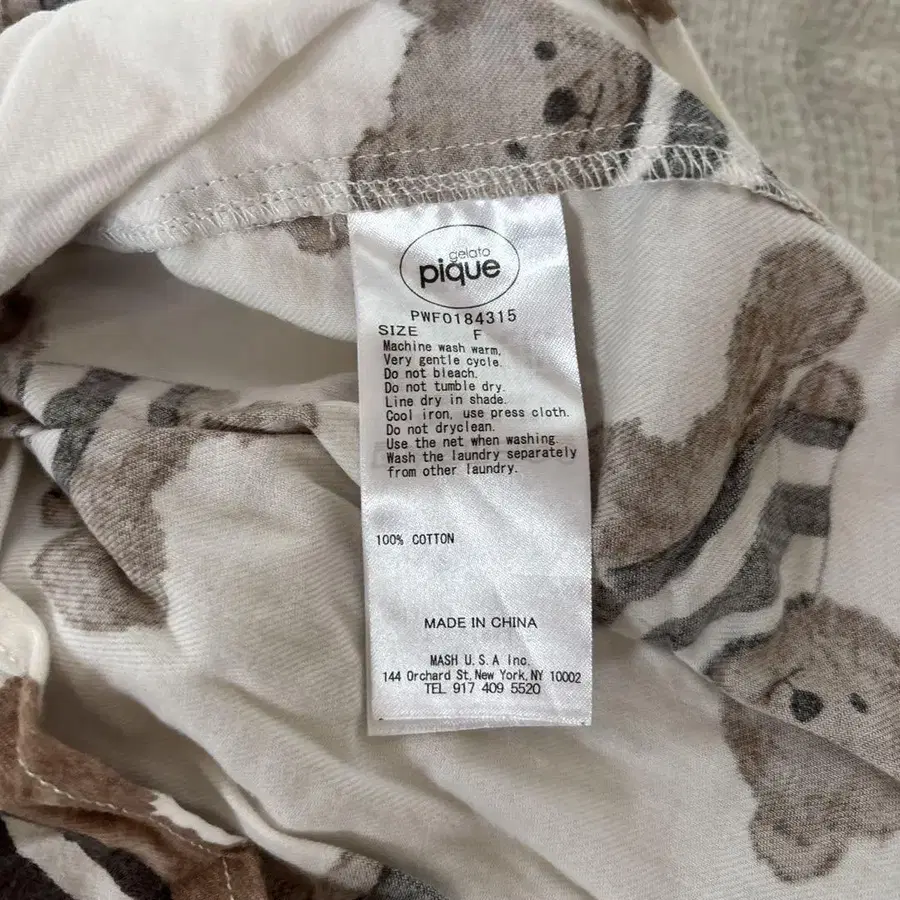 gelato
pique
PWF0184315
SIZE F
Machine wash warm,
Very gentle cycle.
Do not bleach.
Do not tumble dry.
Line dry in shade.
Cool iron, use press cloth.
Do not dryclean.
Use the net when washing.
Wash the laundry separately
from other laundry.
100% COTTON
MADE IN CHINA
MASH U.S.A Inc.
144 Orchard St, New York, NY 10002
TEL 917 409 5520